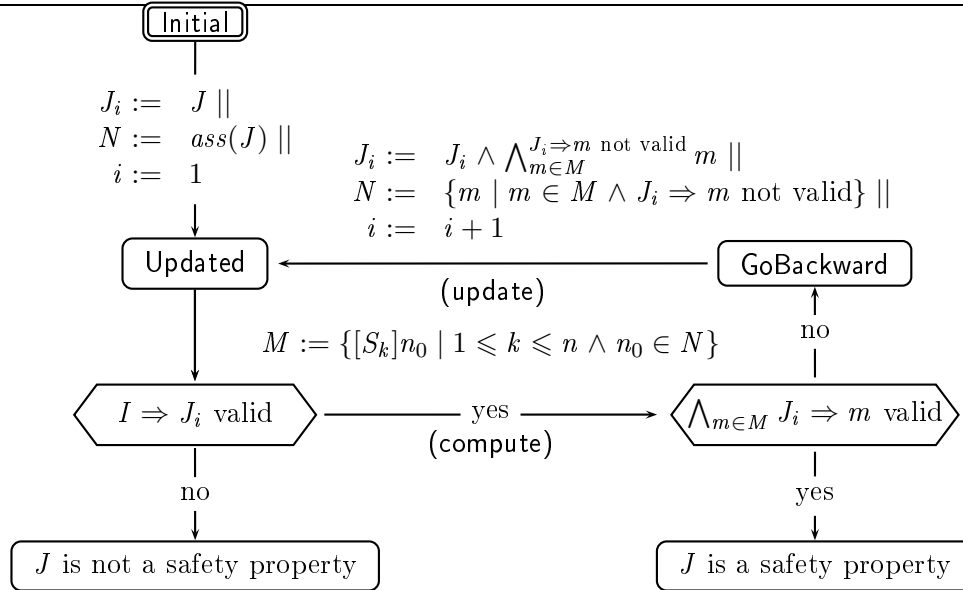 Initial
J_i := J ||
N := ass(J) ||
i := 1
J_i := J_i ∧ ⋀_{m∈M}^{J_i⇒m not valid} m ||
N := {m | m ∈ M ∧ J_i ⇒ m not valid} ||
i := i + 1
Updated
GoBackward
(update)
M := {[S_k]n_0 | 1 ⩽ k ⩽ n ∧ n_0 ∈ N}
no
I ⇒ J_i valid
yes
(compute)
⋀_{m∈M} J_i ⇒ m valid
no
yes
J is not a safety property
J is a safety property